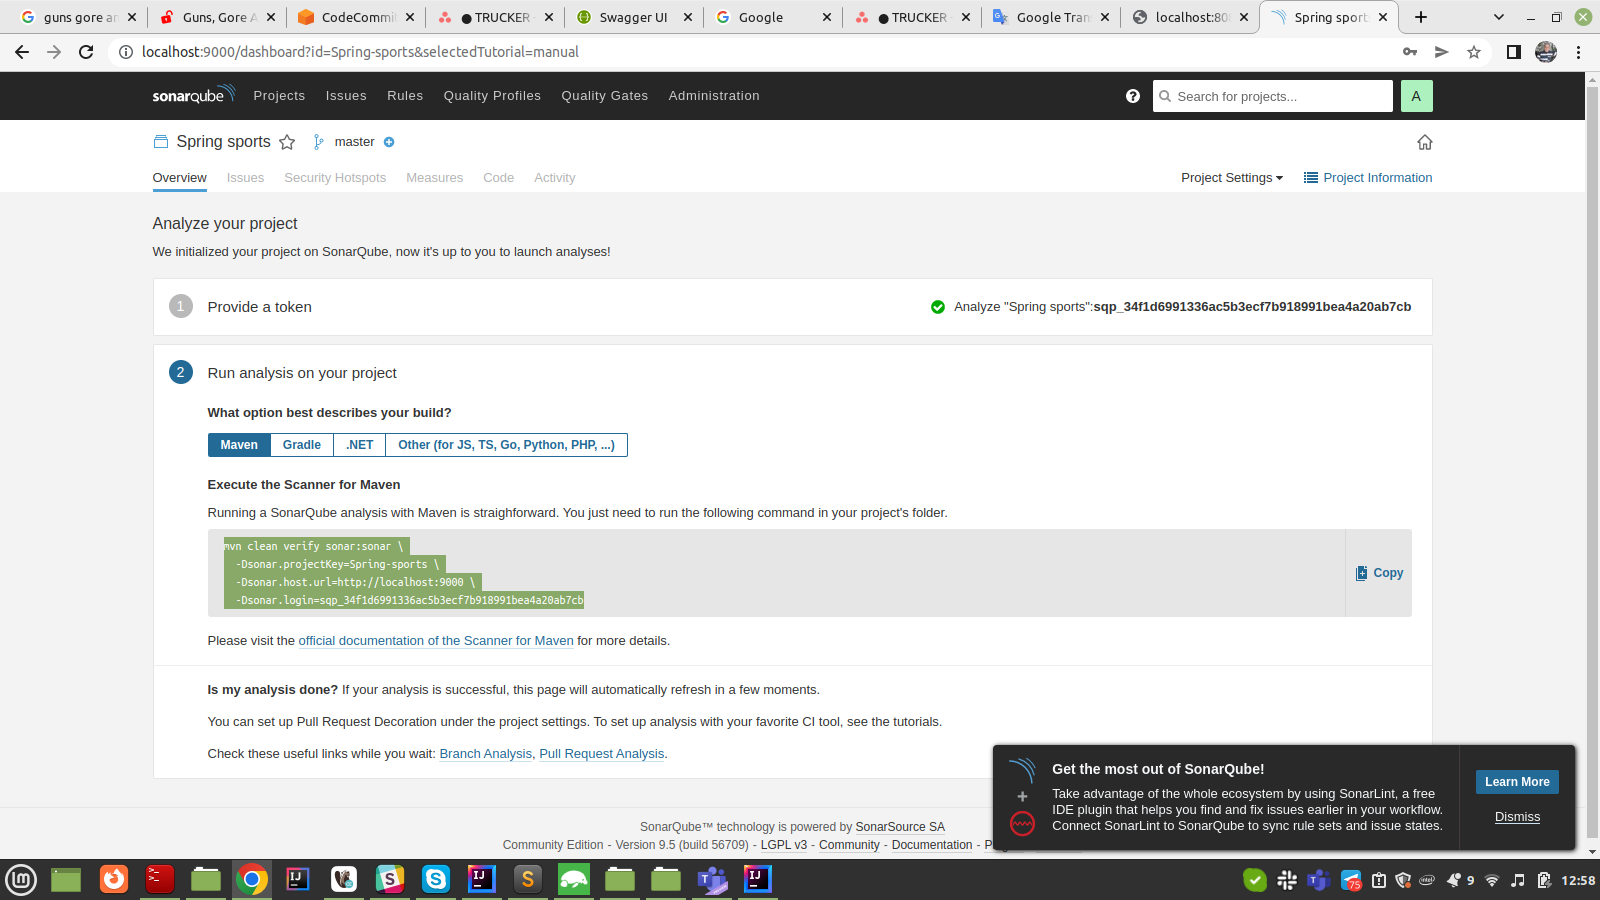 guns gore an
Guns, Gore A
CodeCommit
● TRUCKER
Swagger UI
Google
● TRUCKER
Google Tran
localhost:80
Spring sport
localhost:9000/dashboard?id=Spring-sports&selectedTutorial=manual
sonarqube Projects Issues Rules Quality Profiles Quality Gates Administration
Search for projects...
A
Spring sports
master
Overview Issues Security Hotspots Measures Code Activity
Project Settings
Project Information
Analyze your project
We initialized your project on SonarQube, now it's up to you to launch analyses!
1 Provide a token
Analyze "Spring sports":sqp_34f1d6991336ac5b3ecf7b918991bea4a20ab7cb
2 Run analysis on your project
What option best describes your build?
Maven Gradle .NET Other (for JS, TS, Go, Python, PHP, ...)
Execute the Scanner for Maven
Running a SonarQube analysis with Maven is straighforward. You just need to run the following command in your project's folder.
mvn clean verify sonar:sonar \
-Dsonar.projectKey=Spring-sports \
-Dsonar.host.url=http://localhost:9000 \
-Dsonar.login=sqp_34f1d6991336ac5b3ecf7b918991bea4a20ab7cb
Copy
Please visit the official documentation of the Scanner for Maven for more details.
Is my analysis done? If your analysis is successful, this page will automatically refresh in a few moments.
You can set up Pull Request Decoration under the project settings. To set up analysis with your favorite CI tool, see the tutorials.
Check these useful links while you wait: Branch Analysis, Pull Request Analysis.
Get the most out of SonarQube!
Take advantage of the whole ecosystem by using SonarLint, a free
IDE plugin that helps you find and fix issues earlier in your workflow.
Connect SonarLint to SonarQube to sync rule sets and issue states.
Learn More
Dismiss
SonarQube™ technology is powered by SonarSource SA
Community Edition - Version 9.5 (build 56709) - LGPL v3 - Community - Documentation -
75
9
12:58